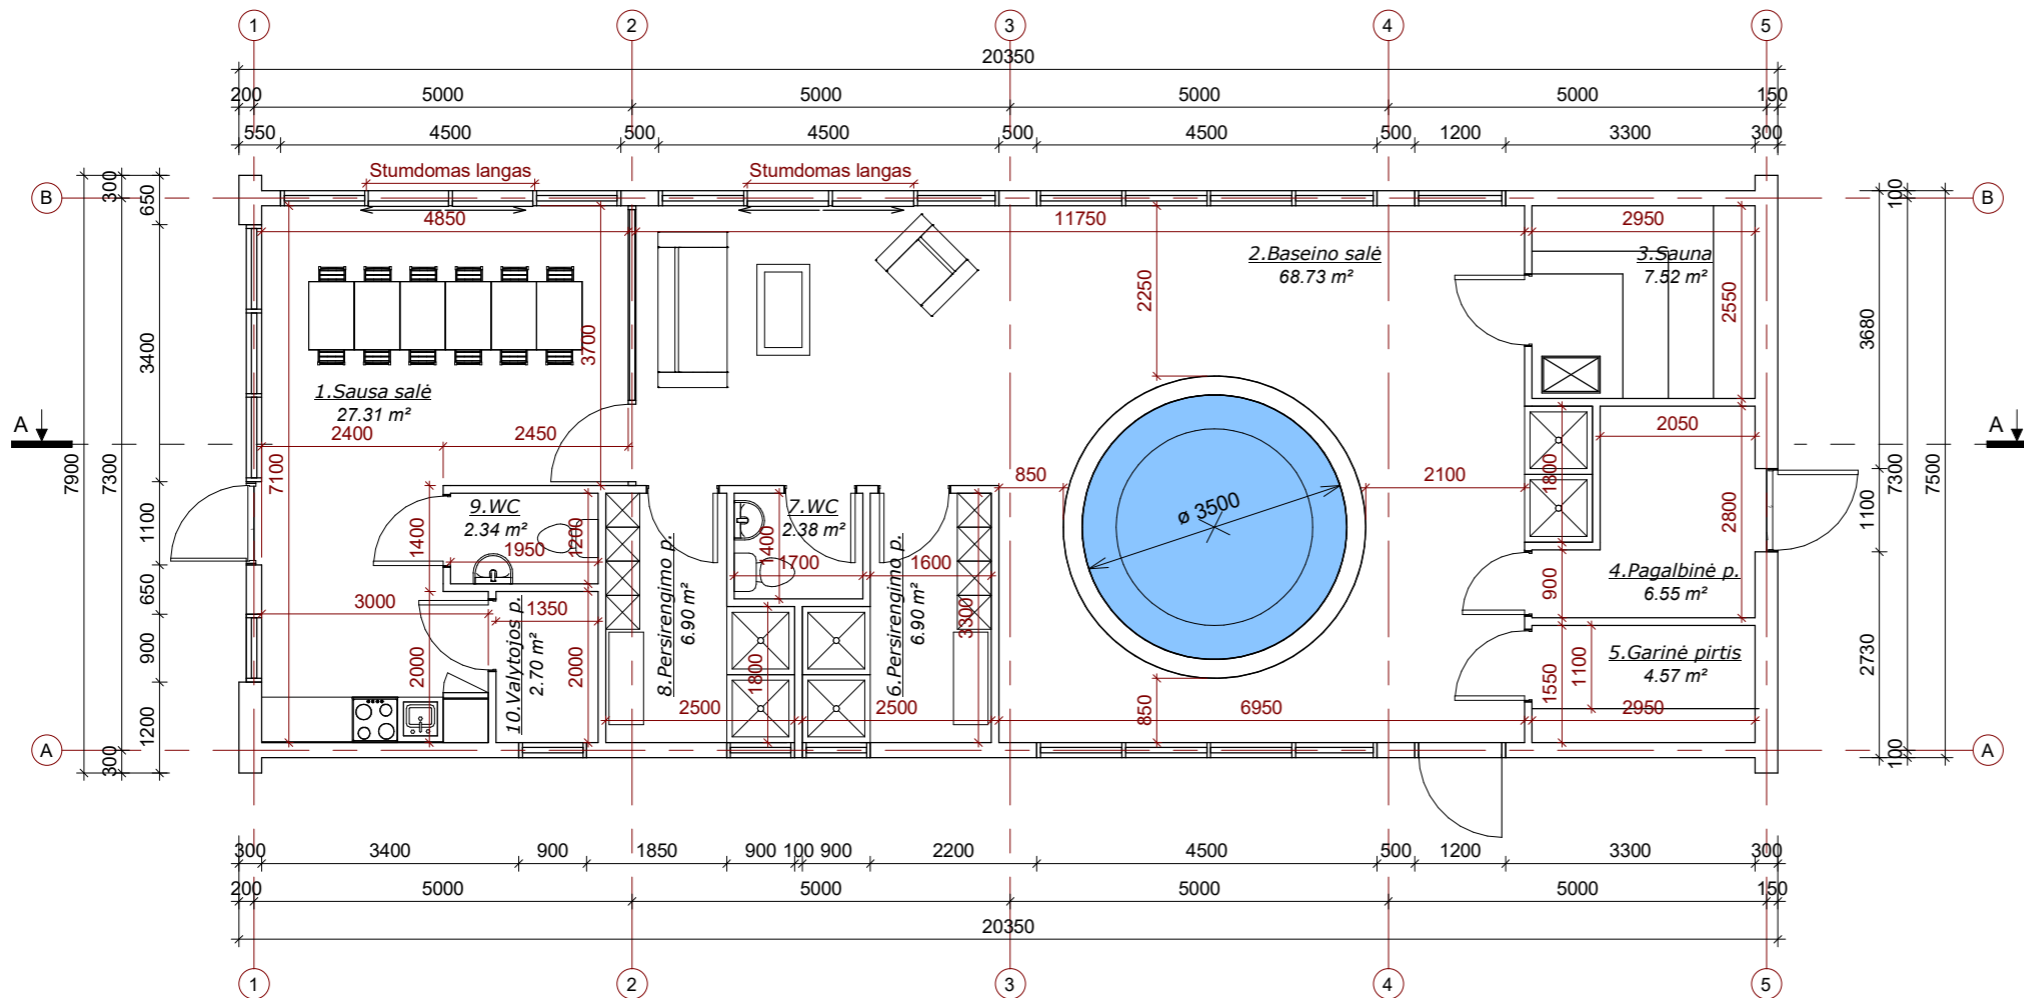 1 2 3 4 5
20350
200 5000 5000 5000 5000 150
550 4500 500 4500 500 4500 500 1200 3300 300
Stumdomas langas Stumdomas langas
B B
4850 11750 2950
300 650 100
2.Baseino salė
68.73 m²
3.Sauna
7.52 m²
2250 2550
3400 3700 3680
1.Sausa salė
27.31 m²
A A
2400 2450 2050
7900 7300 7100 1800 7300 7500
850 2100
ø 3500
9.WC
2.34 m²
7.WC
2.38 m²
1100 1400 1200 1400 2800 1100
1950 1700 1600
8.Persirengimo p.
6.90 m²
6.Persirengimo p.
6.90 m²
3300
4.Pagalbinė p.
6.55 m²
900
650 3000 1350
10.Valytojos p.
2.70 m²
5.Garinė pirtis
4.57 m²
900 2000 2000 1800 1550 1100 2730
2500 2500 6950 2950
850
1200
A A
300 100
300 3400 900 1850 900 100 900 2200 4500 500 1200 3300 300
200 5000 5000 5000 5000 150
20350
1 2 3 4 5